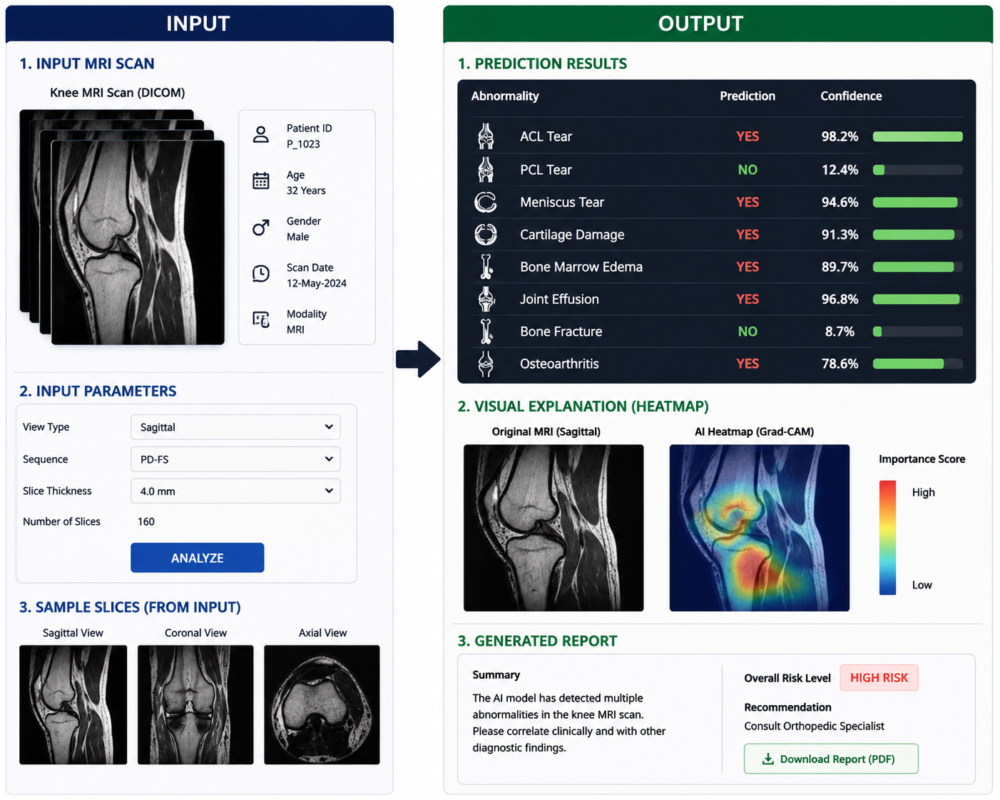 INPUT
1. INPUT MRI SCAN
Knee MRI Scan (DICOM)
Patient ID
P_1023
Age
32 Years
Gender
Male
Scan Date
12-May-2024
Modality
MRI
2. INPUT PARAMETERS
View Type Sagittal
Sequence PD-FS
Slice Thickness 4.0 mm
Number of Slices 160
ANALYZE
3. SAMPLE SLICES (FROM INPUT)
Sagittal View Coronal View Axial View
OUTPUT
1. PREDICTION RESULTS
Abnormality Prediction Confidence
ACL Tear YES 98.2%
PCL Tear NO 12.4%
Meniscus Tear YES 94.6%
Cartilage Damage YES 91.3%
Bone Marrow Edema YES 89.7%
Joint Effusion YES 96.8%
Bone Fracture NO 8.7%
Osteoarthritis YES 78.6%
2. VISUAL EXPLANATION (HEATMAP)
Original MRI (Sagittal) AI Heatmap (Grad-CAM)
Importance Score
High
Low
3. GENERATED REPORT
Summary
The AI model has detected multiple
abnormalities in the knee MRI scan.
Please correlate clinically and with other
diagnostic findings.
Overall Risk Level HIGH RISK
Recommendation
Consult Orthopedic Specialist
Download Report (PDF)